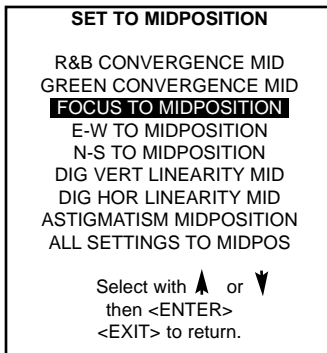 SET TO MIDPOSITION
R&B CONVERGENCE MID
GREEN CONVERGENCE MID
FOCUS TO MIDPOSITION
E-W TO MIDPOSITION
N-S TO MIDPOSITION
DIG VERT LINEARITY MID
DIG HOR LINEARITY MID
ASTIGMATISM MIDPOSITION
ALL SETTINGS TO MIDPOS
Select with or
then <ENTER>
<EXIT> to return.